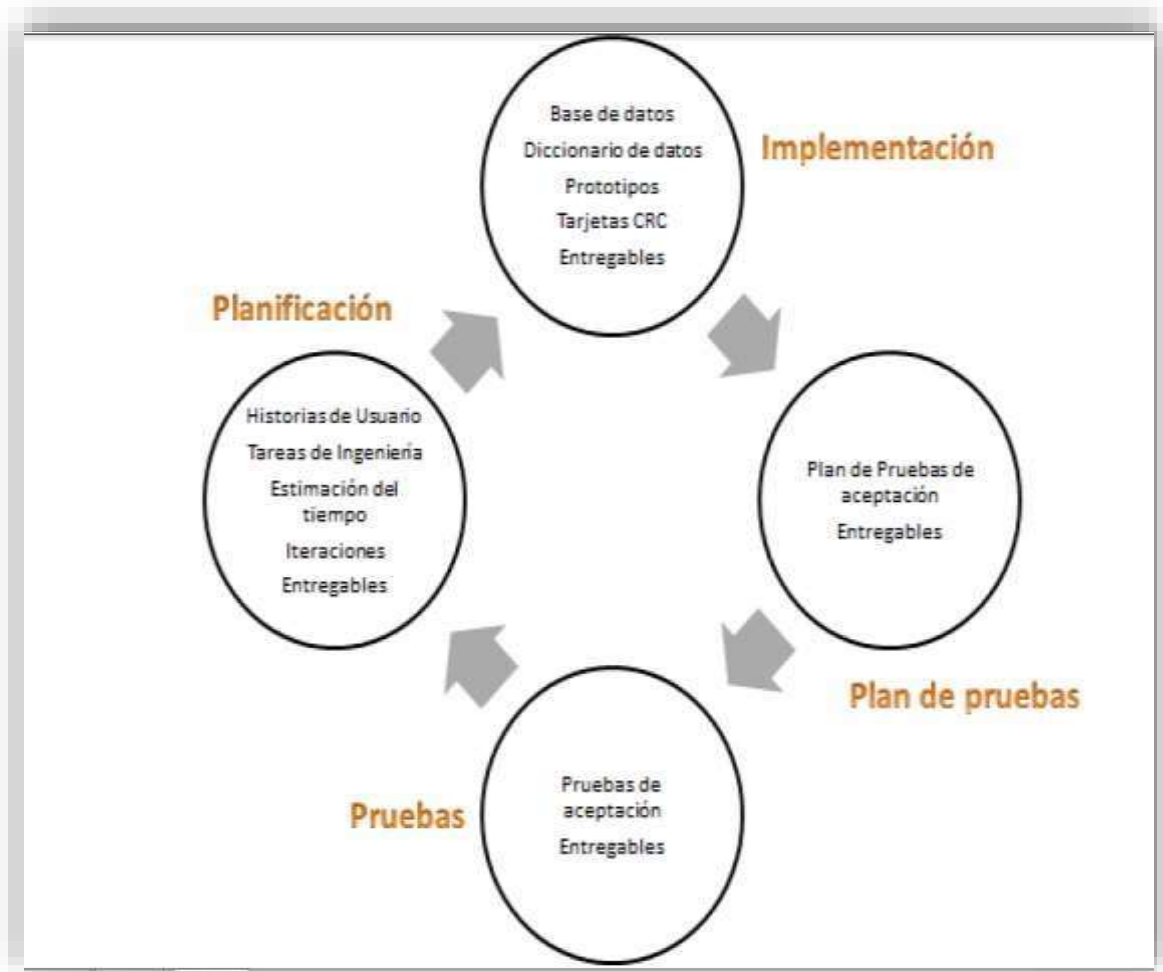 Base de datos
Diccionario de datos
Prototipos
Tarjetas CRC
Entregables
Implementación
Planificación
Historias de Usuario
Tareas de Ingeniería
Estimación del
tiempo
Iteraciones
Entregables
Plan de Pruebas de
aceptación
Entregables
Plan de pruebas
Pruebas
Pruebas de
aceptación
Entregables